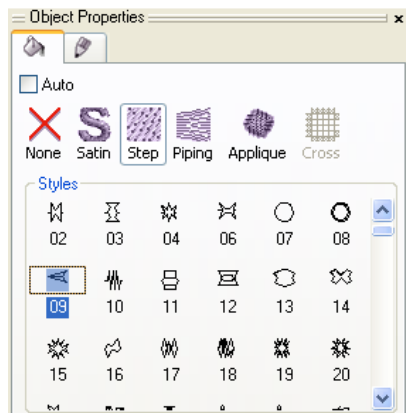 Object Properties x
Auto
None Satin Step Piping Applique Cross
Styles
02 03 04 06 07 08
09 10 11 12 13 14
15 16 17 18 19 20